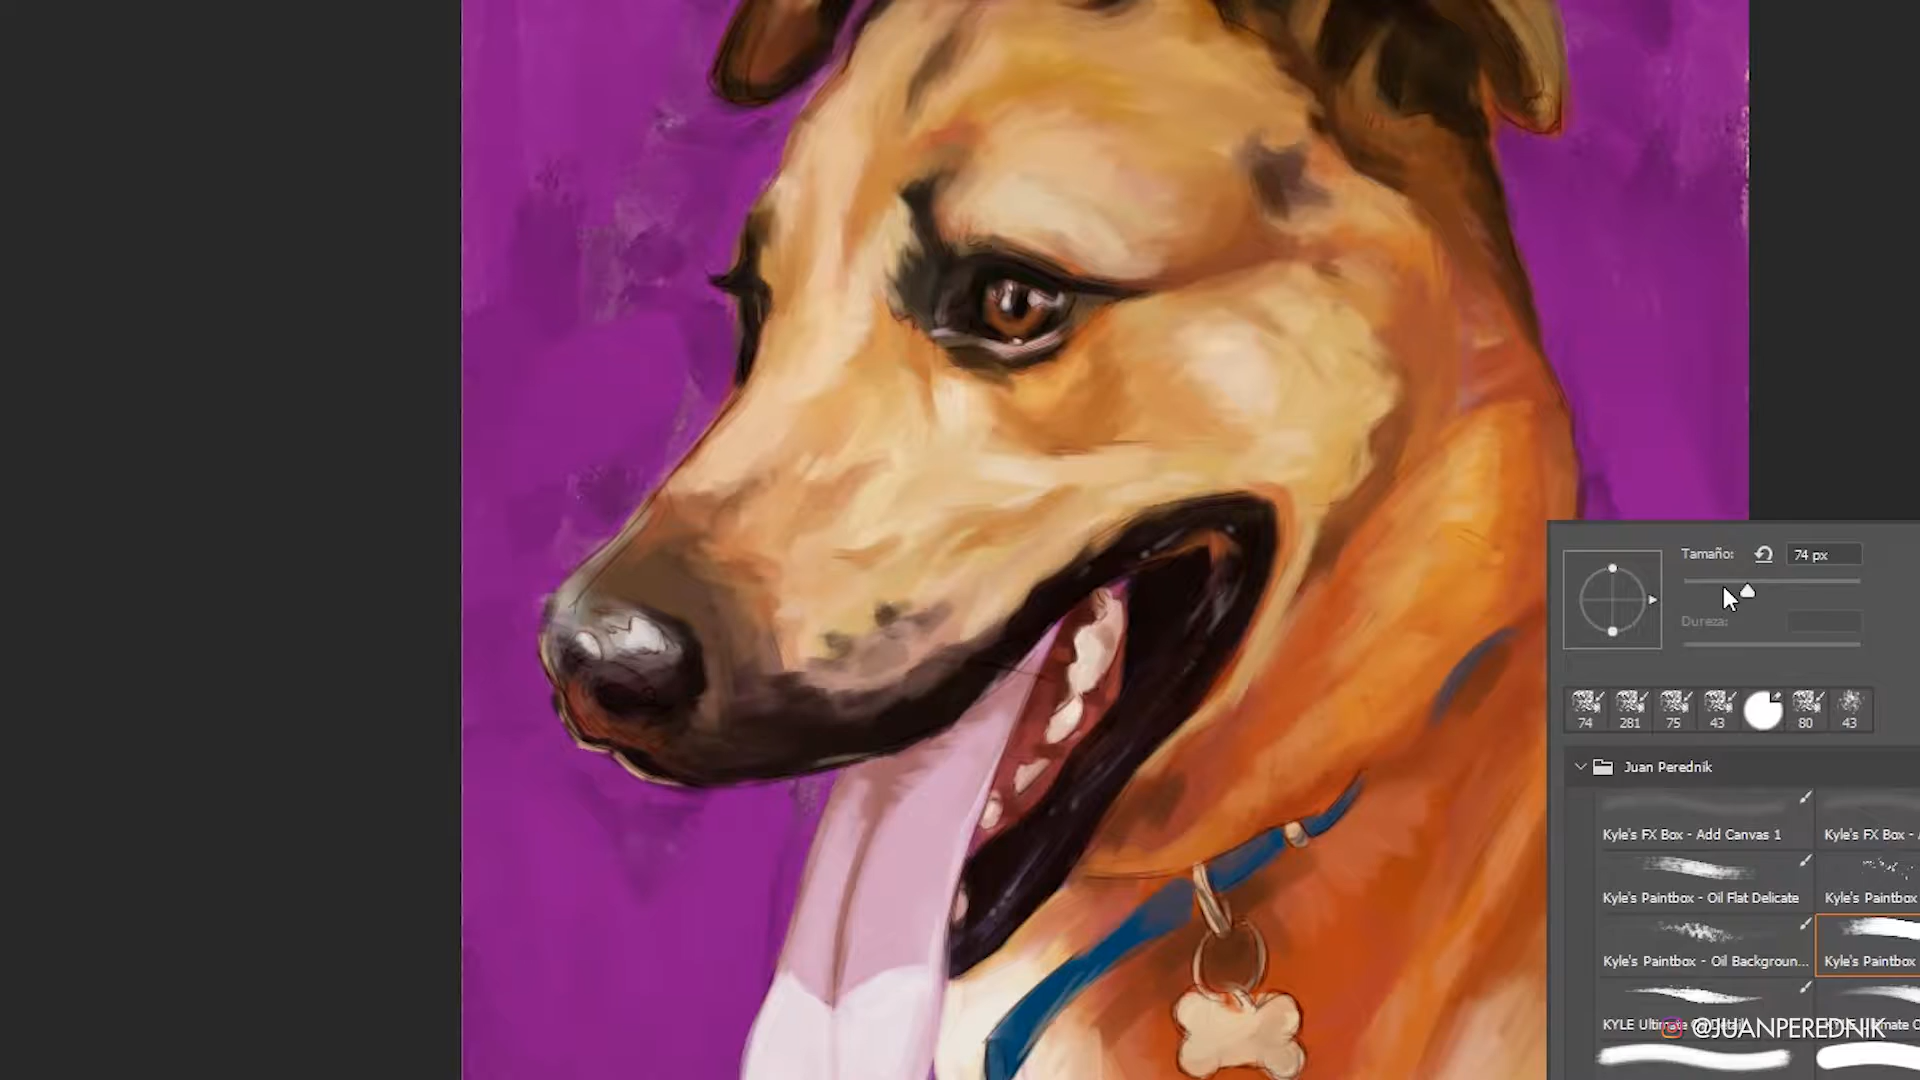 Tamaño: 74 px
Dureza:
74 281 75 43 80 43
Juan Perednik
Kyle's FX Box - Add Canvas 1 Kyle's FX Box -
Kyle's Paintbox - Oil Flat Delicate Kyle's Paintbox
Kyle's Paintbox - Oil Backgroun... Kyle's Paintbox
KYLE
@JUANPEREDNIK